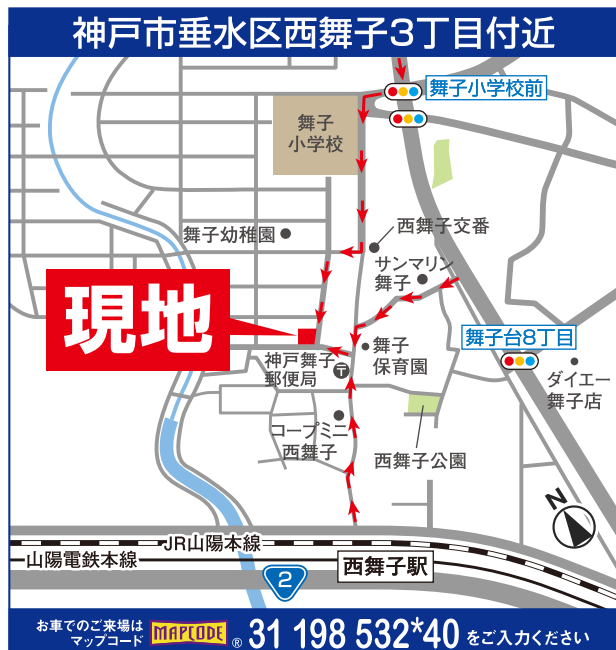 神戸市垂水区西舞子3丁目付近
舞子小学校前
舞子
小学校
西舞子交番
舞子幼稚園
サンマリン
舞子
現地
舞子台8丁目
舞子
保育園
神戸舞子
郵便局
〒
ダイエー
舞子店
コープミニ
西舞子
西舞子公園
N
JR山陽本線
山陽電鉄本線
西舞子駅
2
お車でのご来場は
マップコード
MAPCODE ® 31 198 532*40 をご入力ください